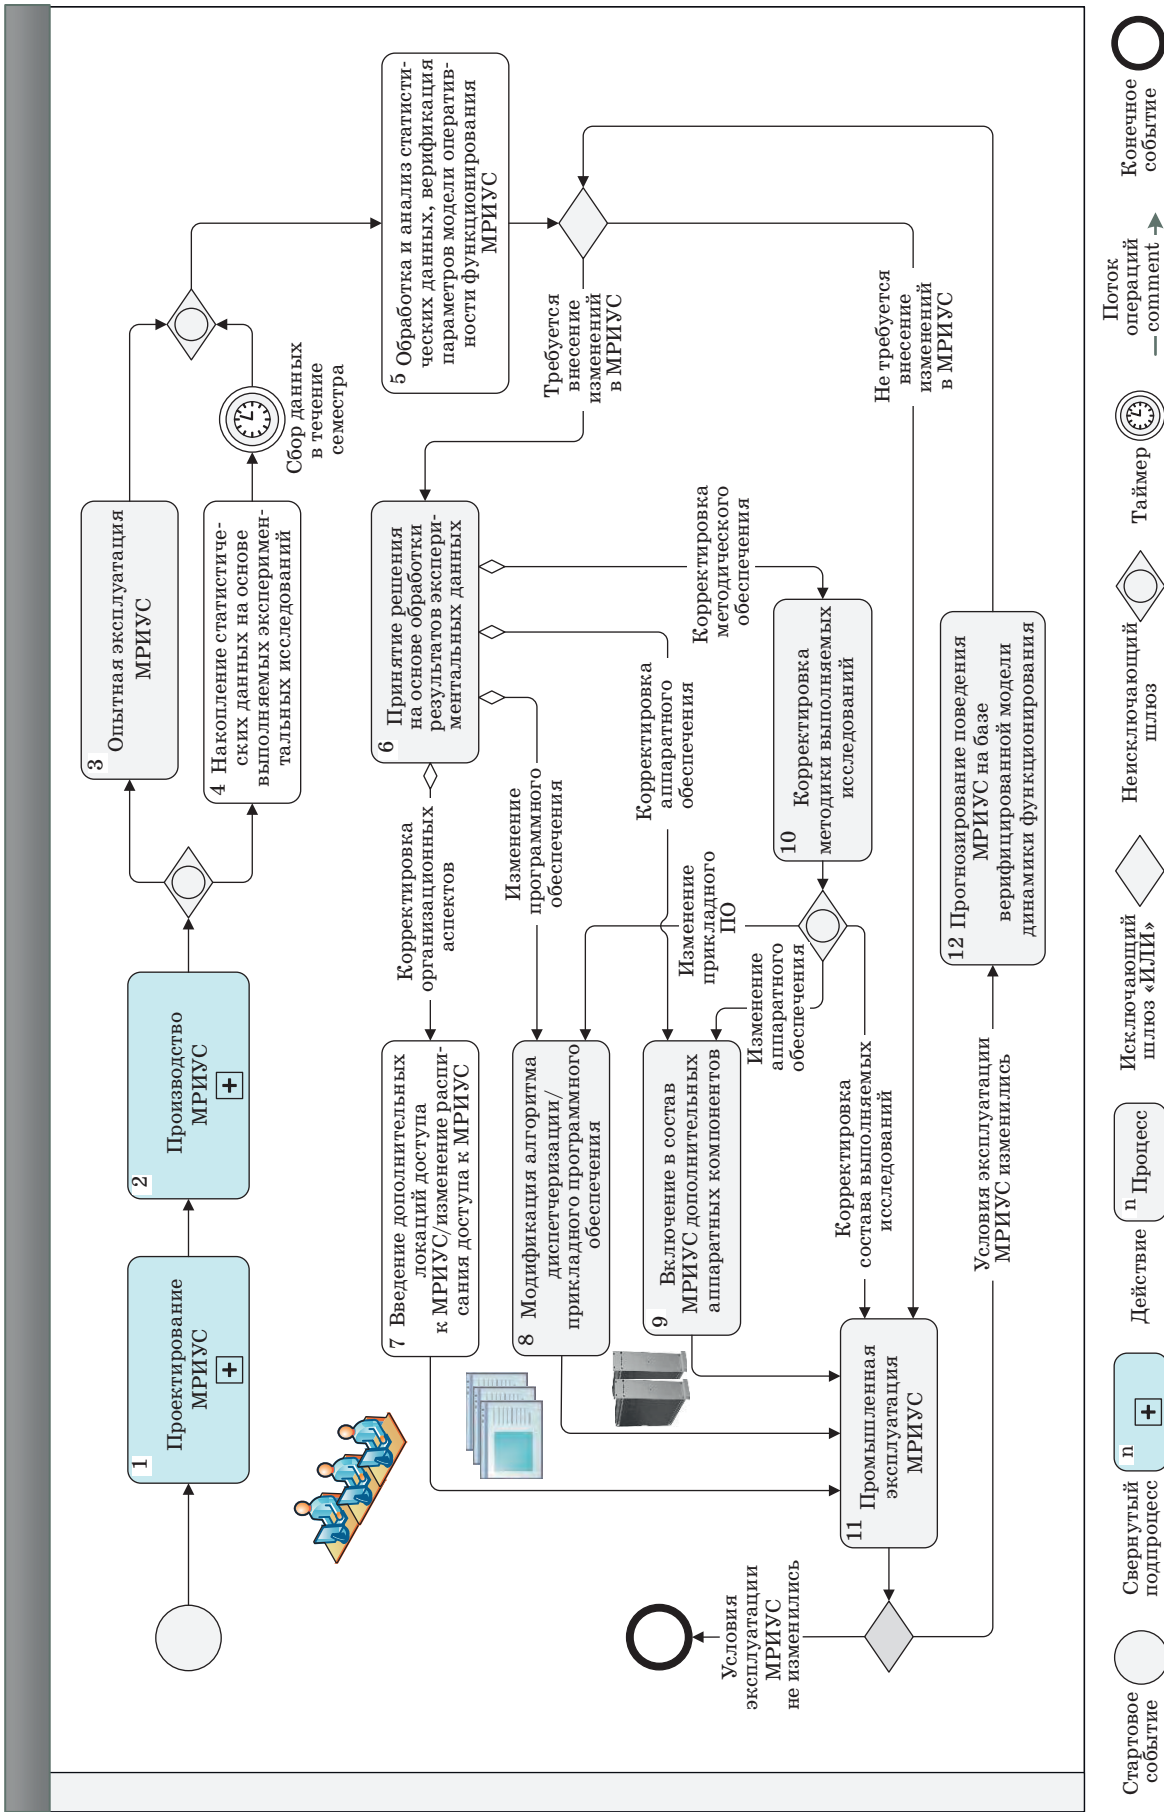 1
Проектирование
МРИУС
2
Производство
МРИУС
3
Опытная эксплуатация
МРИУС
4 Накопление статистиче-
ских данных на основе
выполняемых эксперимен-
тальных исследований
Сбор данных
в течение
семестра
5 Обработка и анализ статисти-
ческих данных, верификация
параметров модели оператив-
ности функционирования
МРИУС
Требуется
внесение
изменений
в МРИУС
Не требуется
внесение
изменений
в МРИУС
6
Принятие решения
на основе обработки
результатов экспери-
ментальных данных
Корректировка
организационных
аспектов
Изменение
программного
обеспечения
Корректировка
аппаратного
обеспечения
Корректировка
методического
обеспечения
7 Введение дополнительных
локаций доступа
к МРИУС/изменение распи-
сания доступа к МРИУС
8 Модификация алгоритма
диспетчеризации/
прикладного программного
обеспечения
9
Включение в состав
МРИУС дополнительных
аппаратных компонентов
10
Корректировка
методики выполняемых
исследований
Изменение
прикладного
ПО
Изменение
аппаратного
обеспечения
Корректировка
состава выполняемых
исследований
11 Промышленная
эксплуатация
МРИУС
Условия
эксплуатации
МРИУС
не изменились
Условия эксплуатации
МРИУС изменились
12 Прогнозирование поведения
МРИУС на базе
верифицированной модели
динамики функционирования
Стартовое
событие
Свернутый
подпроцесс
n
Действие
n Процесс
Исключающий
шлюз «ИЛИ»
Неисключающий
шлюз
Таймер
Поток
операций
comment
Конечное
событие